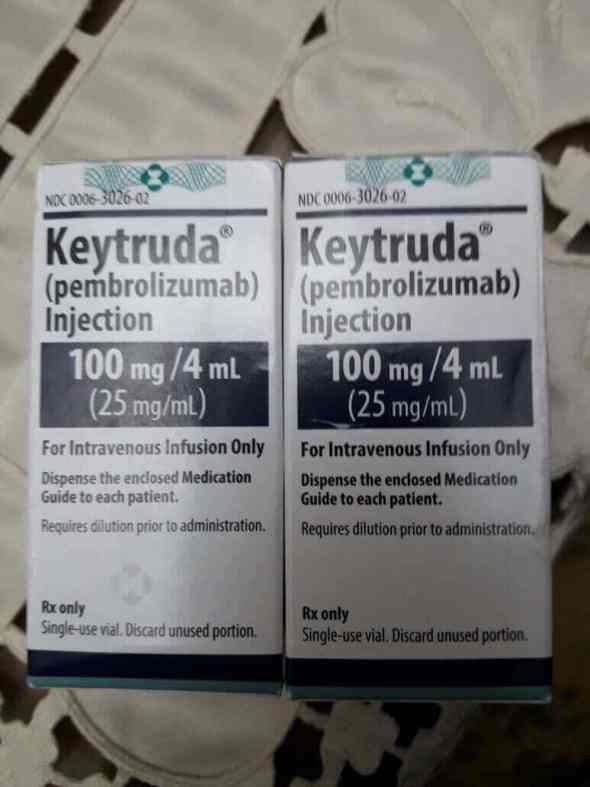 NDC 0006-3026-02
Keytruda®
(pembrolizumab)
Injection
100 mg/4 mL
(25 mg/mL)
For Intravenous Infusion Only
Dispense the enclosed Medication
Guide to each patient.
Requires dilution prior to administration.
Rx only
Single-use vial. Discard unused portion.
NDC 0006-3026-02
Keytruda®
(pembrolizumab)
Injection
100 mg/4 mL
(25 mg/mL)
For Intravenous Infusion Only
Dispense the enclosed Medication
Guide to each patient.
Requires dilution prior to administration.
Rx only
Single-use vial. Discard unused portion.